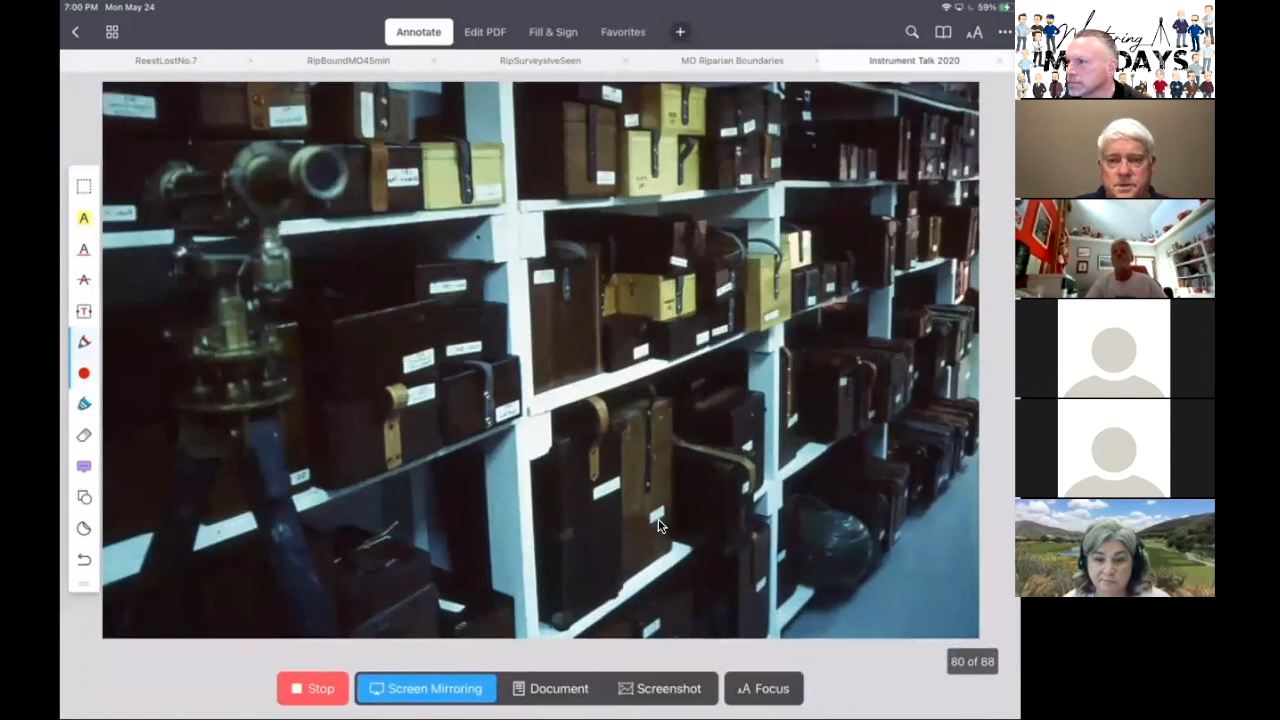 7:00 PM Mon May 24
59%
Annotate
Edit PDF
Fill & Sign
Favorites
ReestLostNo.7
RipBoundMO45min
RipSurveysIveSeen
MO Riparian Boundaries
Instrument Talk 2020
80 of 88
Stop
Screen Mirroring
Document
Screenshot
AA Focus